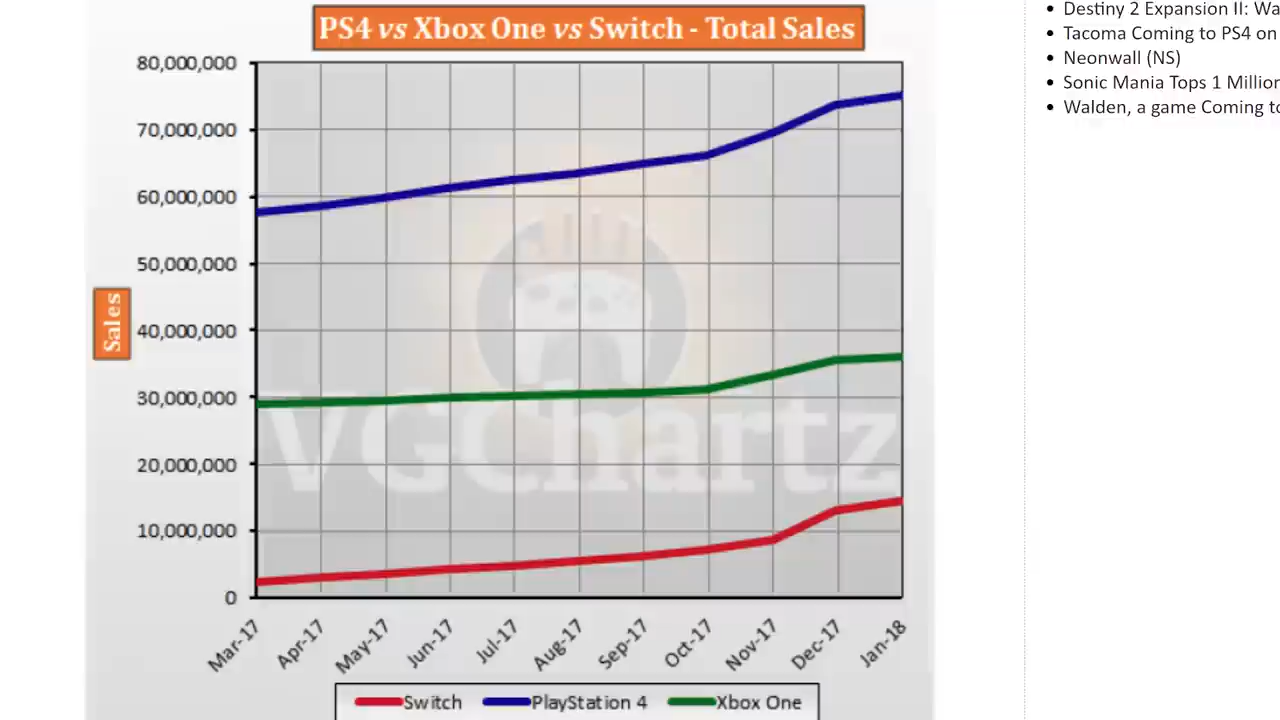 PS4 vs Xbox One vs Switch - Total Sales
80,000,000
70,000,000
60,000,000
50,000,000
40,000,000
30,000,000
20,000,000
10,000,000
0
Sales
VGChartz
Mar-17
Apr-17
May-17
Jun-17
Jul-17
Aug-17
Sep-17
Oct-17
Nov-17
Dec-17
Jan-18
Switch
PlayStation 4
Xbox One
Destiny 2 Expansion II: Wa
Tacoma Coming to PS4 on
Neonwall (NS)
Sonic Mania Tops 1 Million
Walden, a game Coming to